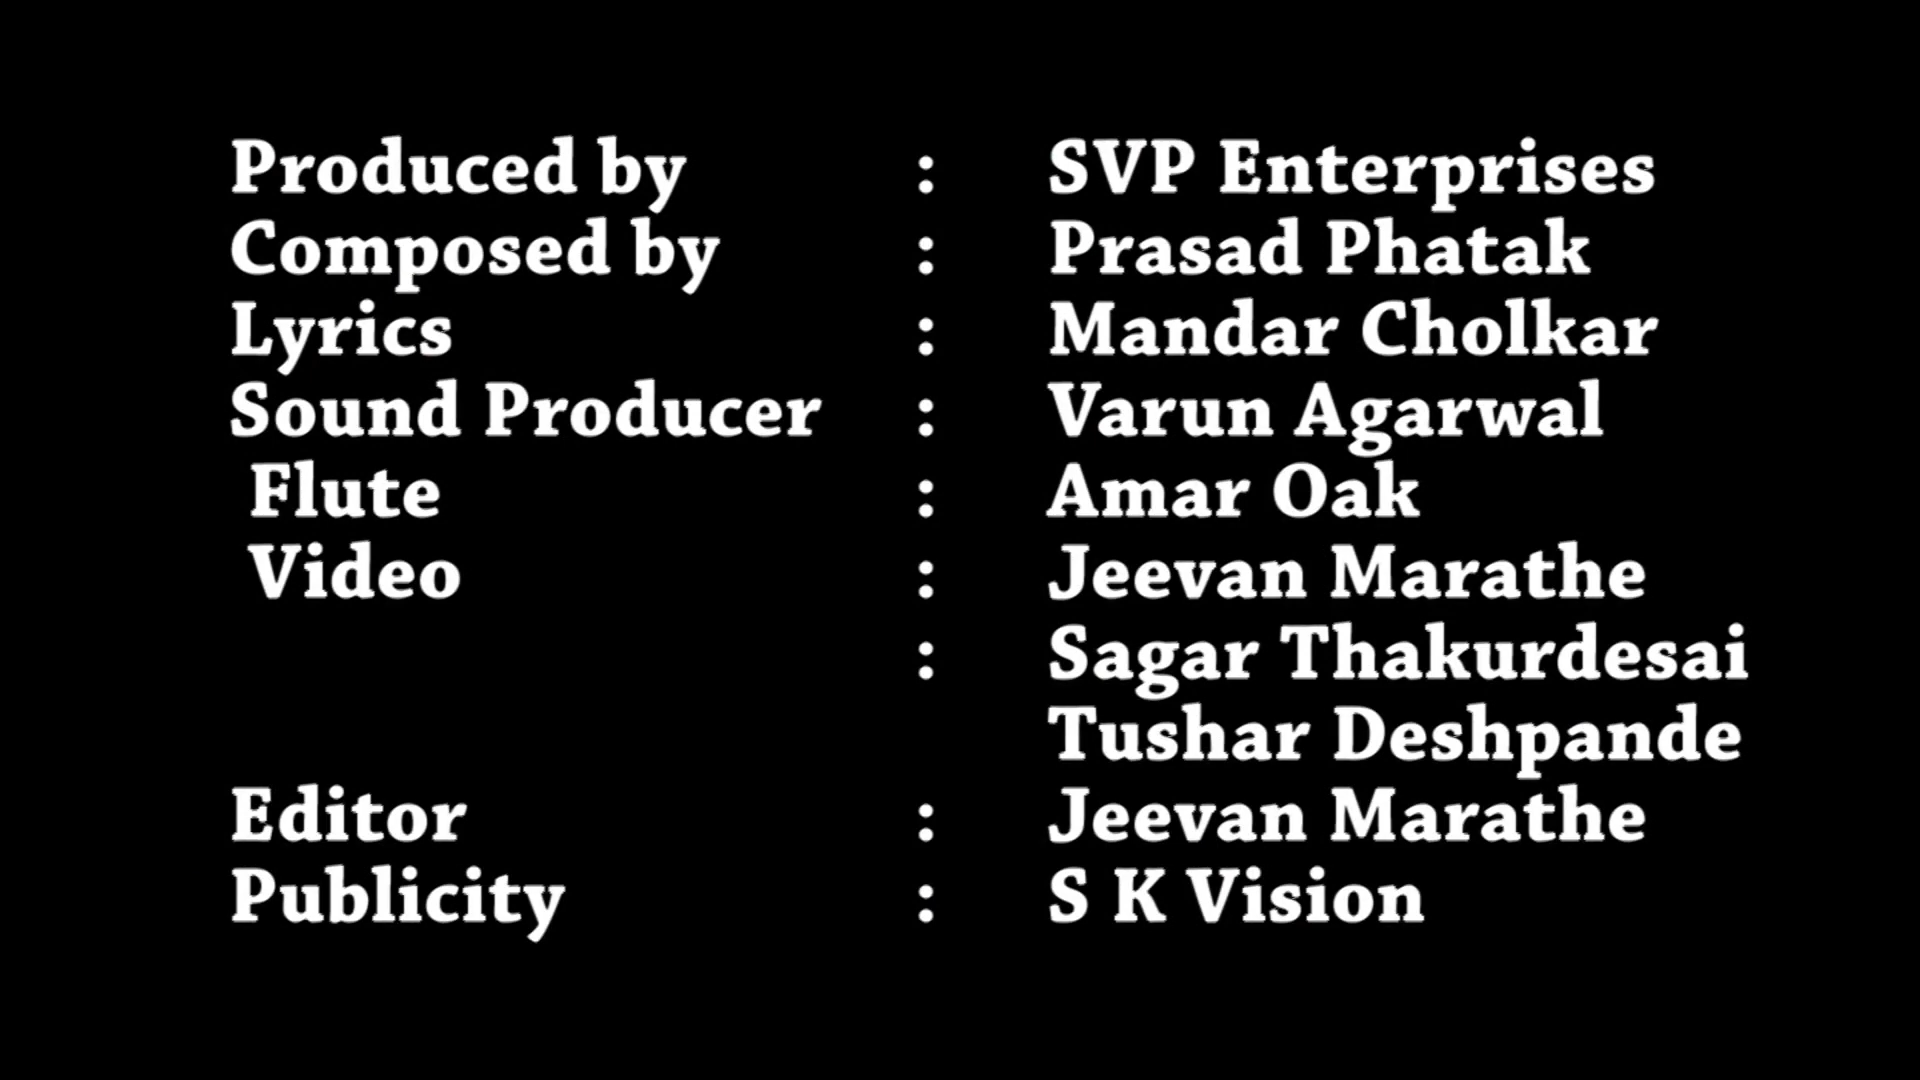 Produced by : SVP Enterprises
Composed by : Prasad Phatak
Lyrics : Mandar Cholkar
Sound Producer : Varun Agarwal
Flute : Amar Oak
Video : Jeevan Marathe
: Sagar Thakurdesai
Tushar Deshpande
Editor : Jeevan Marathe
Publicity : S K Vision